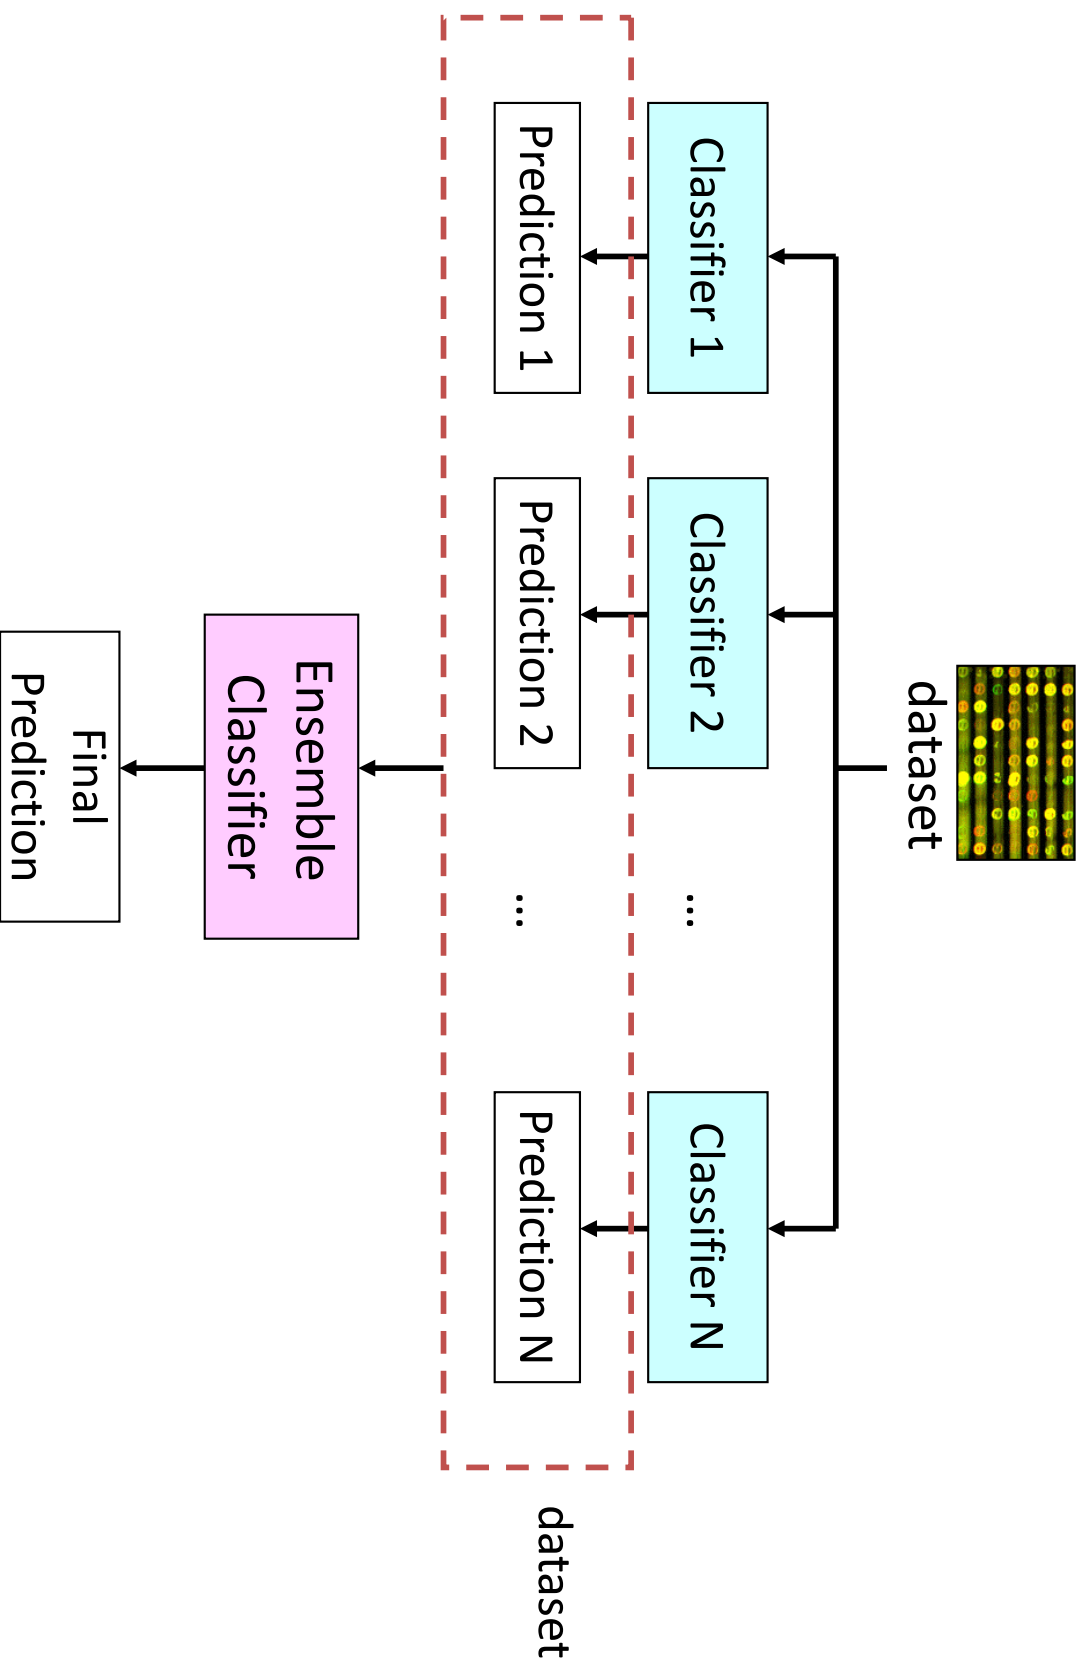 dataset
Classifier 1
Classifier 2
...
Classifier N
Prediction 1
Prediction 2
...
Prediction N
dataset
Ensemble
Classifier
Final
Prediction